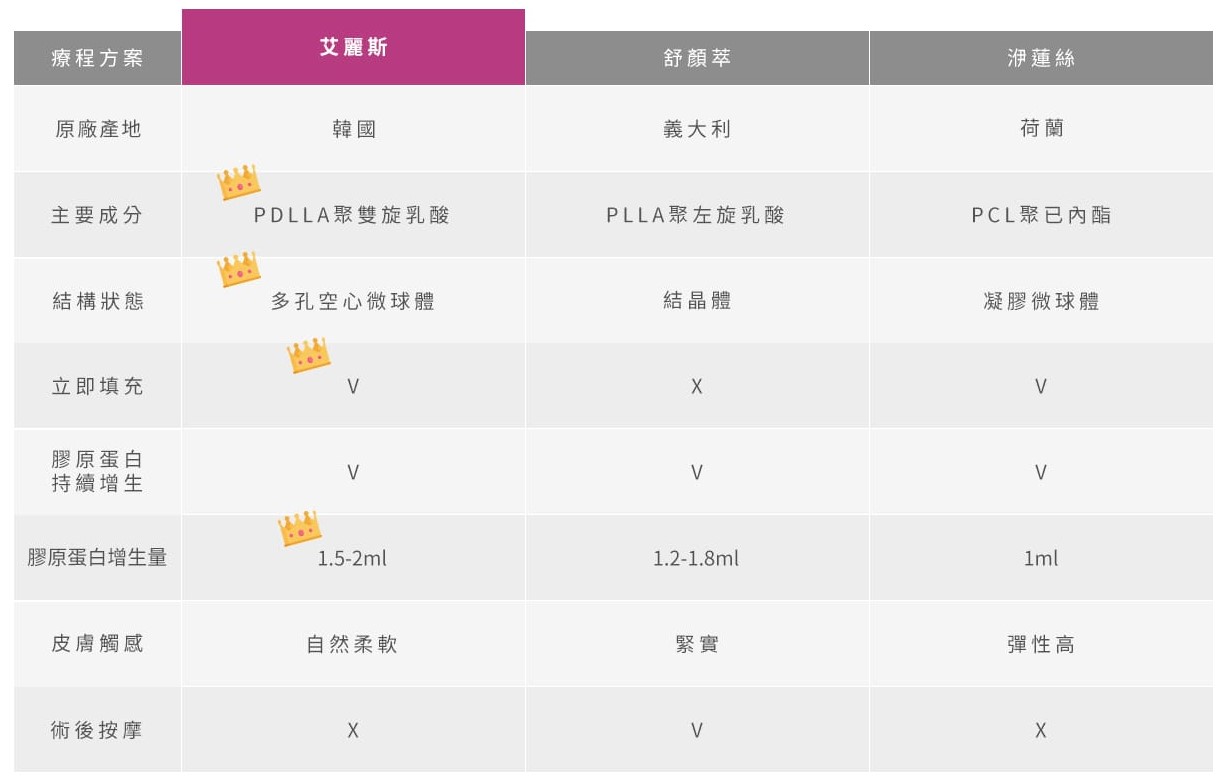 療程方案 艾麗斯 舒顏萃 洢蓮絲
原廠產地 韓國 義大利 荷蘭
主要成分 PDLLA聚雙旋乳酸 PLLA聚左旋乳酸 PCL聚已內酯
結構狀態 多孔空心微球體 結晶體 凝膠微球體
立即填充 V X V
膠原蛋白
持續增生 V V V
膠原蛋白增生量 1.5-2ml 1.2-1.8ml 1ml
皮膚觸感 自然柔軟 緊實 彈性高
術後按摩 X V X